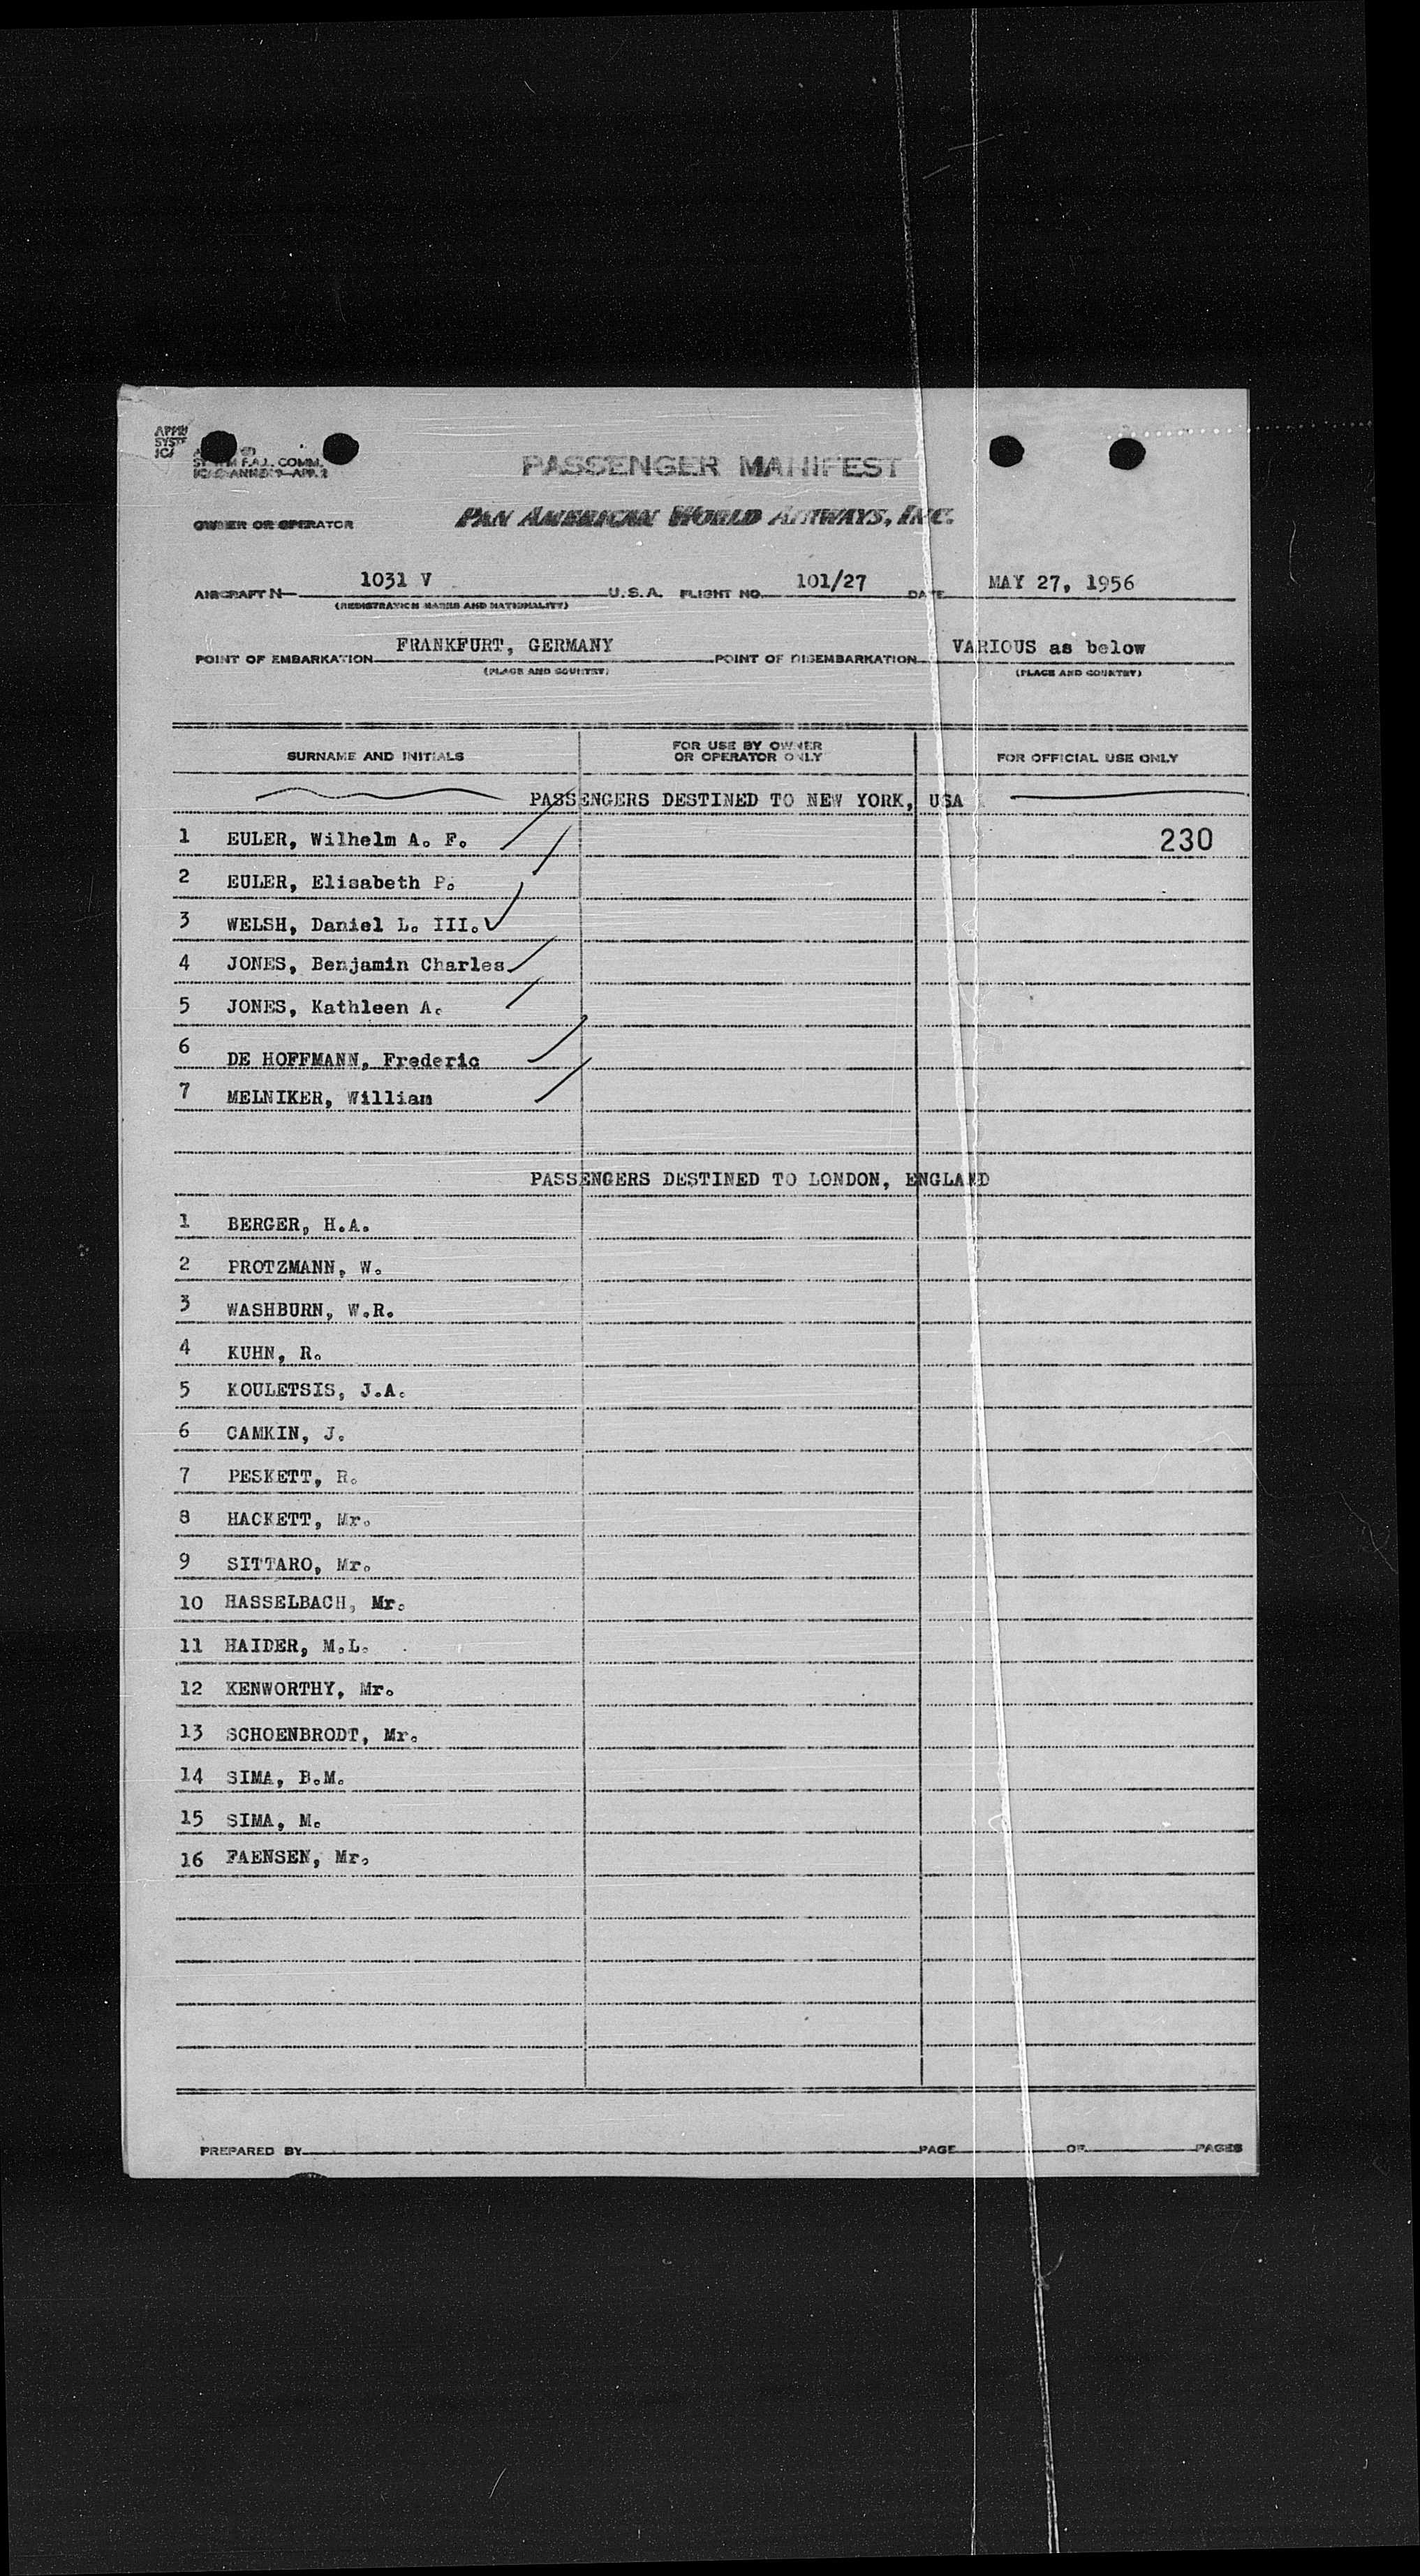 PASSENGER MANIFEST
OWNER OR OPERATOR PAN AMERICAN WORLD AIRWAYS, INC.
AIRCRAFT N 1031 V U.S.A. FLIGHT NO. 101/27 DATE MAY 27, 1956
(REGISTRATION MARKS AND NATIONALITY)
POINT OF EMBARKATION FRANKFURT, GERMANY POINT OF DISEMBARKATION VARIOUS as below
(PLACE AND COUNTRY) (PLACE AND COUNTRY)
SURNAME AND INITIALS FOR USE BY OWNER OR OPERATOR ONLY FOR OFFICIAL USE ONLY
PASSENGERS DESTINED TO NEW YORK, USA
1 EULER, Wilhelm A. F. 230
2 EULER, Elisabeth P.
3 WELSH, Daniel L. III.
4 JONES, Benjamin Charles
5 JONES, Kathleen A.
6 DE HOFFMANN, Frederic
7 MELNIKER, William
PASSENGERS DESTINED TO LONDON, ENGLAND
1 BERGER, H.A.
2 PROTZMANN, W.
3 WASHBURN, W.R.
4 KUHN, R.
5 KOULETSIS, J.A.
6 CAMKIN, J.
7 PESKETT, R.
8 HACKETT, Mr.
9 SITTARO, Mr.
10 HASSELBACH, Mr.
11 HAIDER, M.L.
12 KENWORTHY, Mr.
13 SCHOENBRODT, Mr.
14 SIMA, B.M.
15 SIMA, M.
16 FAENSEN, Mr.
PREPARED BY PAGE OF PAGES